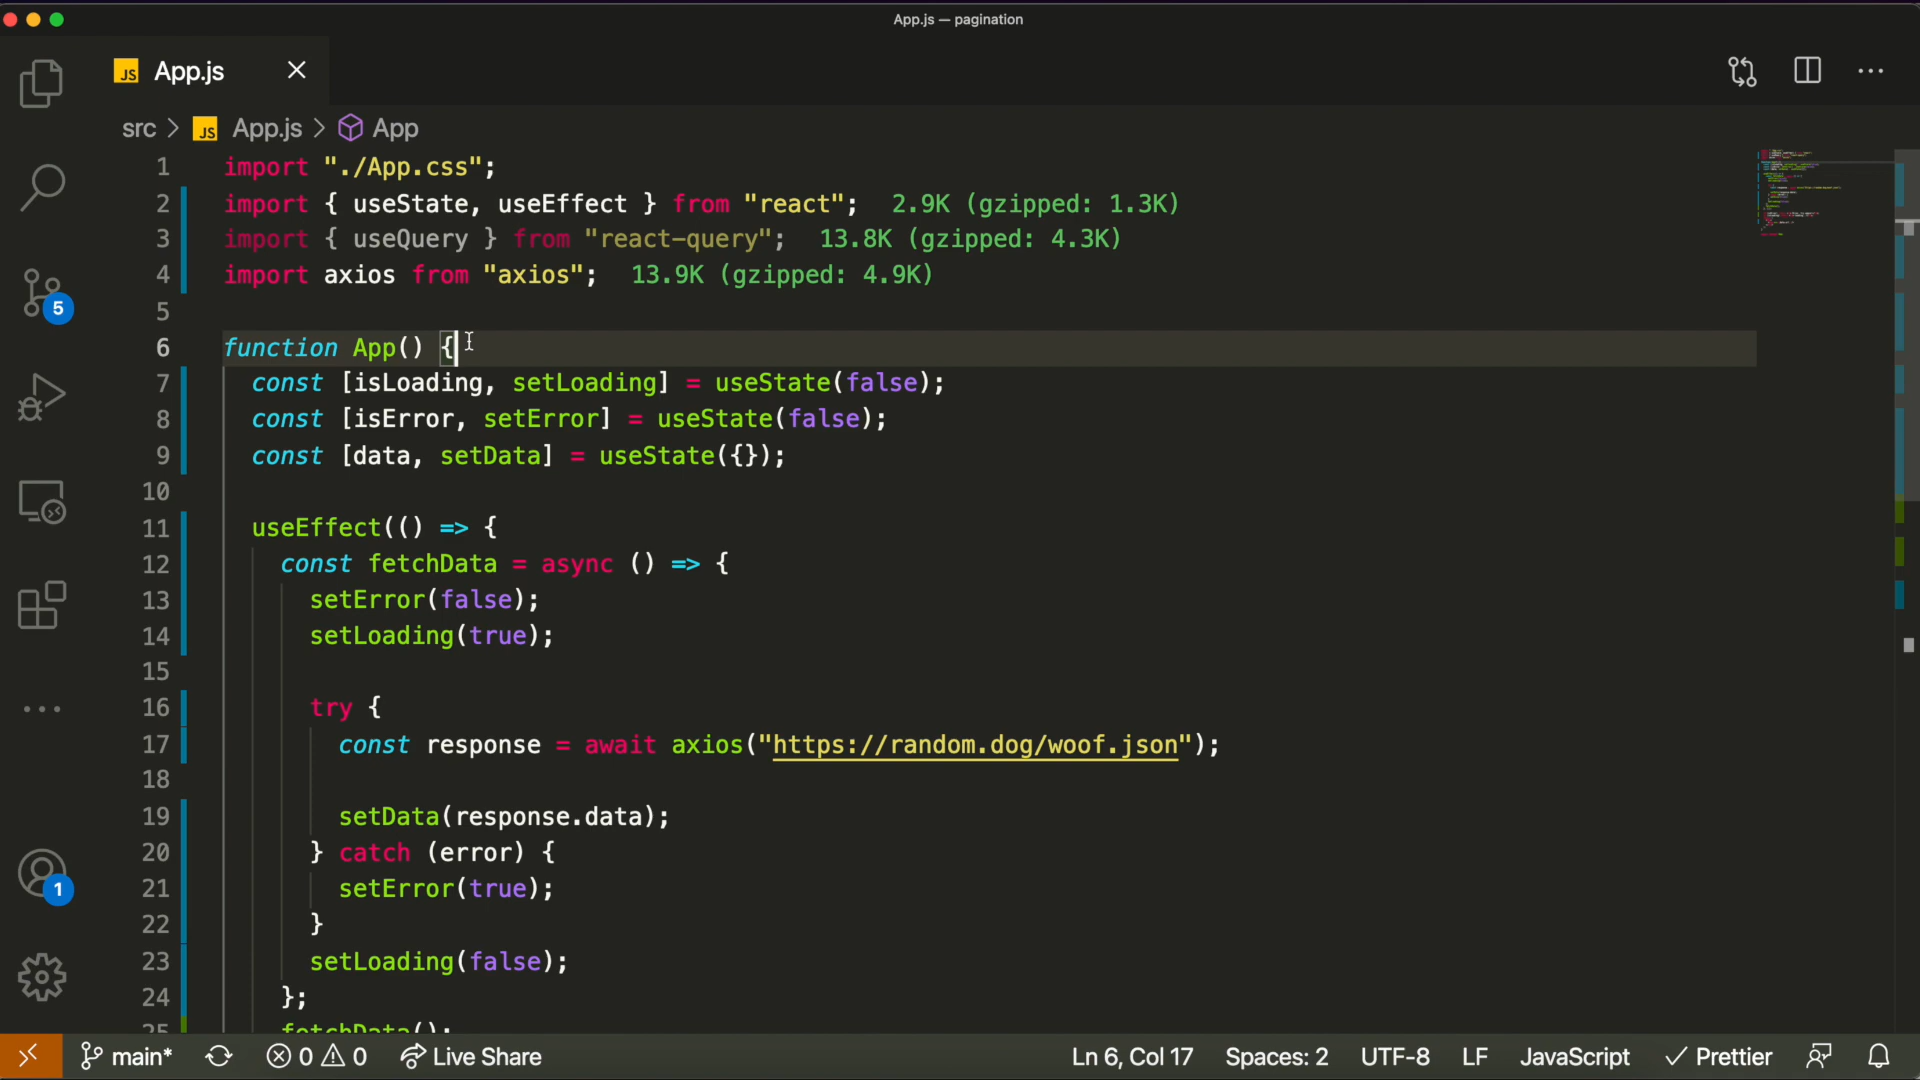 App.js — pagination
JS App.js
src > JS App.js > App
1 import "./App.css";
2 import { useState, useEffect } from "react"; 2.9K (gzipped: 1.3K)
3 import { useQuery } from "react-query"; 13.8K (gzipped: 4.3K)
4 import axios from "axios"; 13.9K (gzipped: 4.9K)
5
6 function App() {
7 const [isLoading, setLoading] = useState(false);
8 const [isError, setError] = useState(false);
9 const [data, setData] = useState({});
10
11 useEffect(() => {
12 const fetchData = async () => {
13 setError(false);
14 setLoading(true);
15
16 try {
17 const response = await axios("https://random.dog/woof.json");
18
19 setData(response.data);
20 } catch (error) {
21 setError(true);
22 }
23 setLoading(false);
24 };
25 fetchData();
5
1
main* 0 0 Live Share Ln 6, Col 17 Spaces: 2 UTF-8 LF JavaScript Prettier